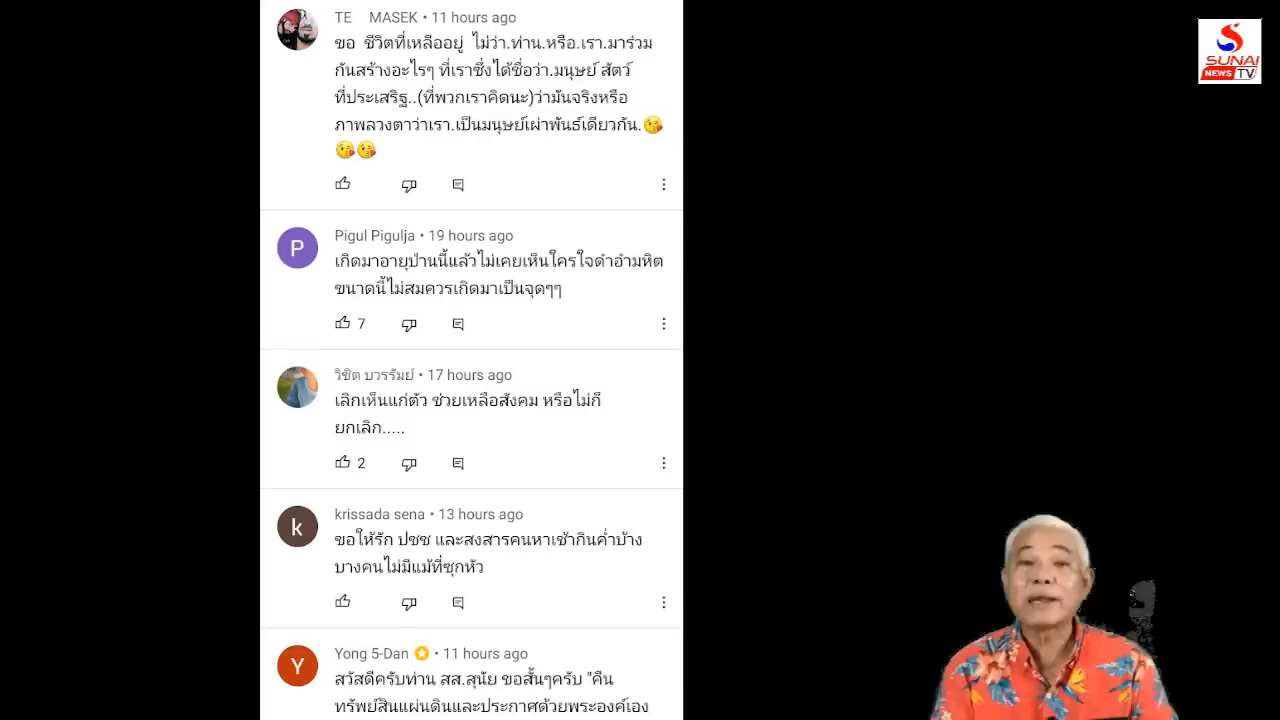 TE MASEK • 11 hours ago
ขอ ชีวิตที่เหลืออยู่ ไม่ว่า.ท่าน.หรือ.เรา.มาร่วม
กันสร้างอะไรๆ ที่เราซึ่งได้ชื่อว่า.มนุษย์ สัตว์
ที่ประเสริฐ..(ที่พวกเราคิดนะ)ว่ามันจริงหรือ
ภาพลวงตาว่าเรา.เป็นมนุษย์เผ่าพันธ์เดียวกัน.😘
😘😘
P
Pigul Pigulja • 19 hours ago
เกิดมาอายุป่านนี้แล้วไม่เคยเห็นใครใจดำอำมหิต
ขนาดนี้ไม่สมควรเกิดมาเป็นจุดๆๆ
7
วิชิต บวรรัมย์ • 17 hours ago
เลิกเห็นแก่ตัว ช่วยเหลือสังคม หรือไม่ก็
ยกเลิก.....
2
k
krissada sena • 13 hours ago
ขอให้รัก ปชช และสงสารคนหาเช้ากินค่ำบ้าง
บางคนไม่มีแม้ที่ซุกหัว
Y
Yong 5-Dan • 11 hours ago
สวัสดีครับท่าน สส.สุนัย ขอสั้นๆครับ "คืน
ทรัพย์สินแผ่นดินและประกาศด้วยพระองค์เอง
SUNAI
NEWS TV